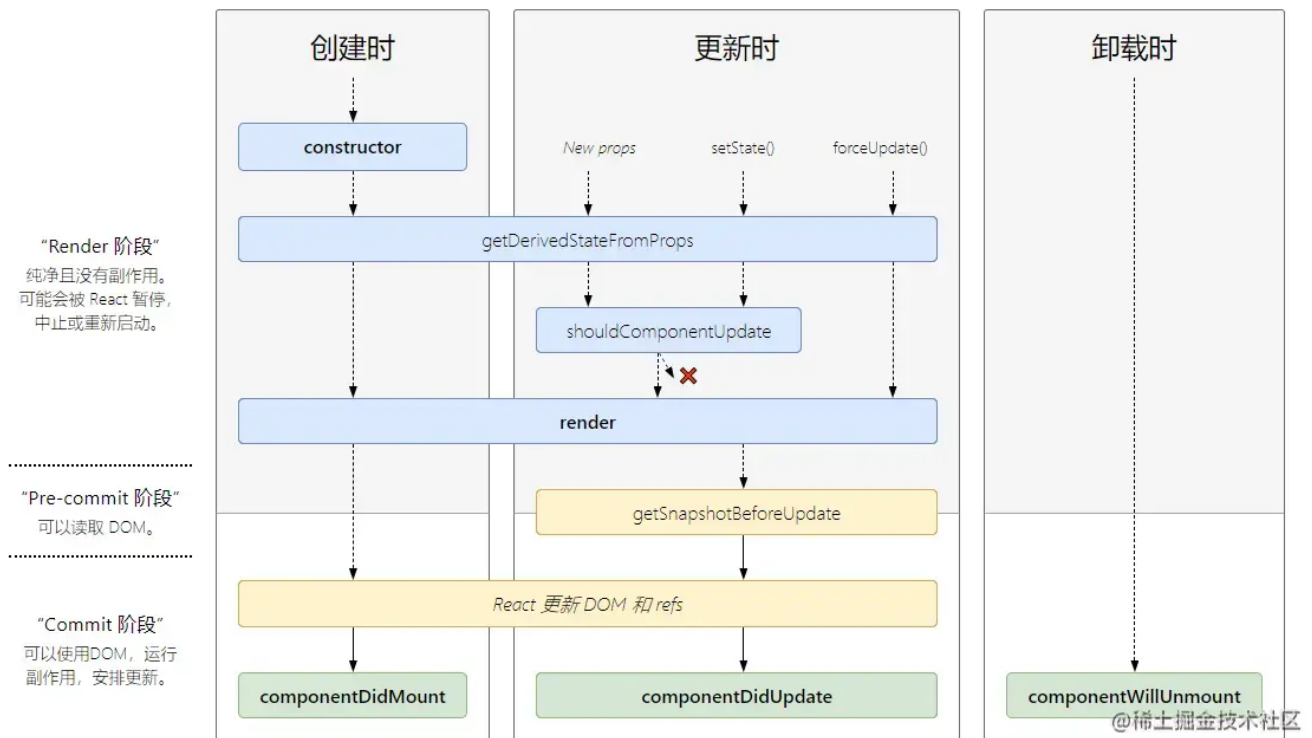 创建时
更新时
卸载时
constructor
New props
setState()
forceUpdate()
“Render 阶段”
纯净且没有副作用。
可能会被 React 暂停，
中止或重新启动。
getDerivedStateFromProps
shouldComponentUpdate
render
“Pre-commit 阶段”
可以读取 DOM。
getSnapshotBeforeUpdate
“Commit 阶段”
可以使用DOM，运行
副作用，安排更新。
React 更新 DOM 和 refs
componentDidMount
componentDidUpdate
componentWillUnmount
@稀土掘金技术社区